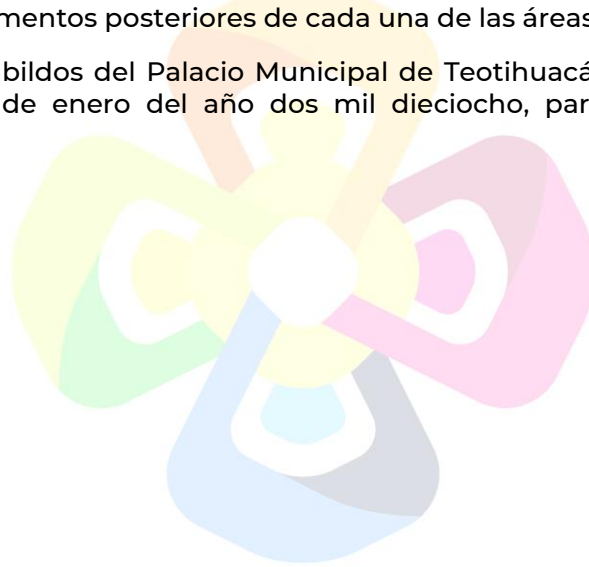 mentos posteriores de cada una de las áreas
bildos del Palacio Municipal de Teotihuacá
de enero del año dos mil dieciocho, par